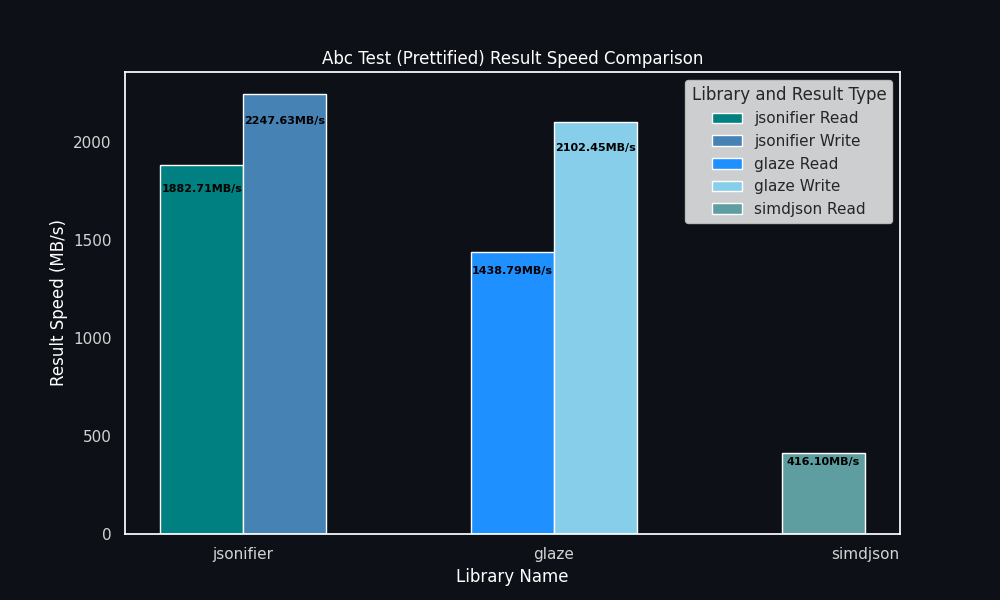 Abc Test (Prettified) Result Speed Comparison
Library and Result Type
jsonifier Read
jsonifier Write
glaze Read
glaze Write
simdjson Read
2247.63MB/s
2102.45MB/s
1882.71MB/s
1438.79MB/s
416.10MB/s
Result Speed (MB/s)
2000
1500
1000
500
0
jsonifier
glaze
simdjson
Library Name